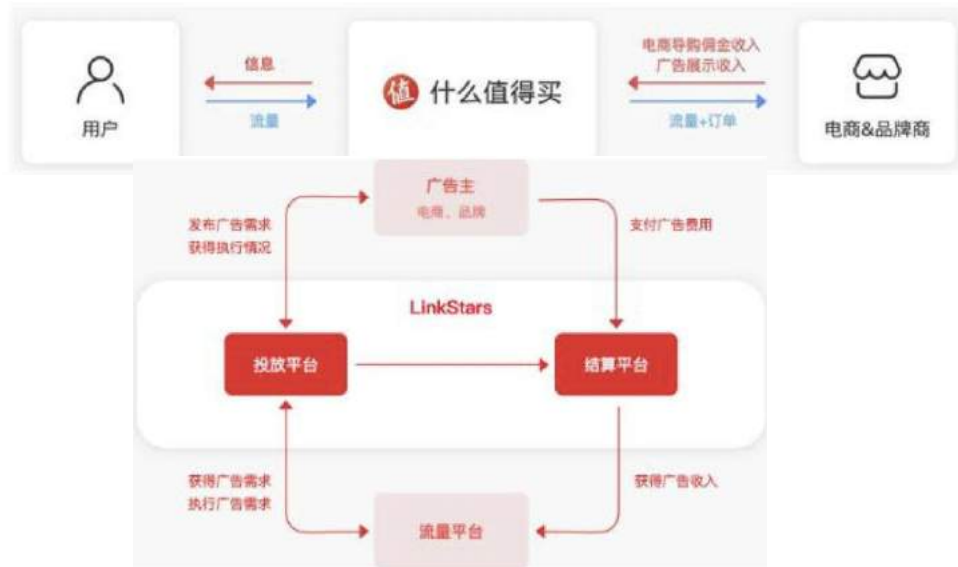 信息
电商导购佣金收入
广告展示收入
值 什么值得买
用户
流量
流量+订单
电商&品牌商
广告主
电商、品牌
发布广告需求
获得执行情况
支付广告费用
LinkStars
投放平台
结算平台
获得广告需求
执行广告需求
获得广告收入
流量平台